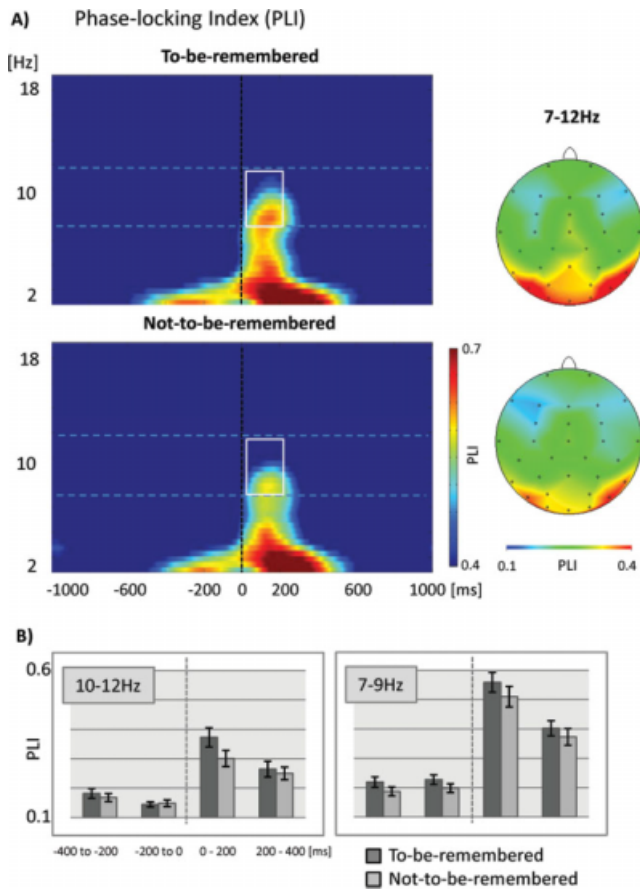 A) Phase-locking Index (PLI)
To-be-remembered
[Hz]
18
10
2
7-12Hz
Not-to-be-remembered
18
10
2
0.7
PLI
0.4
-1000 -600 -200 0 200 600 1000 [ms]
0.1 PLI 0.4
B)
0.6
PLI
0.1
10-12Hz
7-9Hz
-400 to -200 -200 to 0 0 - 200 200 - 400 [ms]
To-be-remembered
Not-to-be-remembered